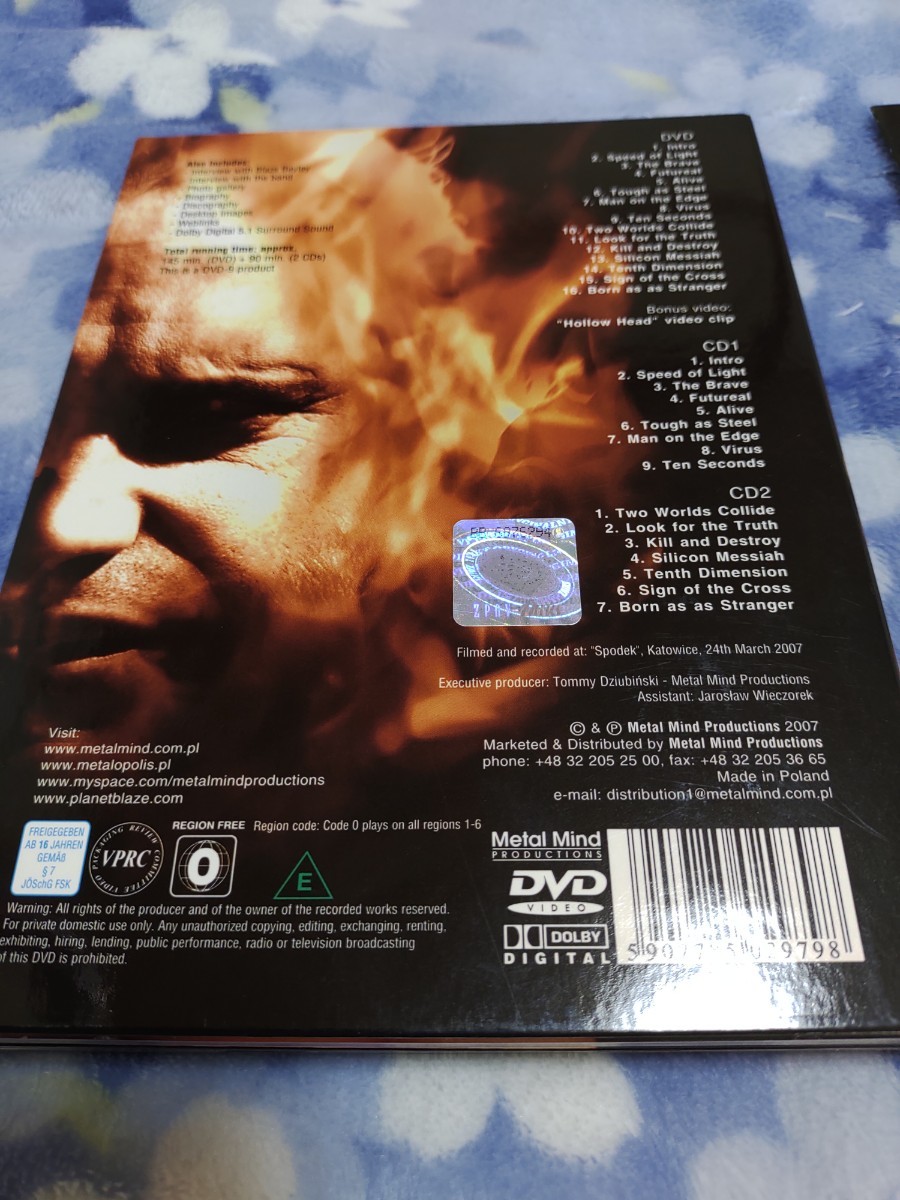 Also includes:
- Interview with Blaze Bayley
- Interview with the band
- Photo gallery
- Biography
- Discography
- Desktop images
- Weblinks
- Dolby Digital 5.1 Surround Sound
Total running time: approx.
145 min. (DVD) + 90 min. (2 CDs)
This is a DVD-9 product
DVD
1. Intro
2. Speed of Light
3. The Brave
4. Futureal
5. Alive
6. Tough as Steel
7. Man on the Edge
8. Virus
9. Ten Seconds
10. Two Worlds Collide
11. Look for the Truth
12. Kill and Destroy
13. Silicon Messiah
14. Tenth Dimension
15. Sign of the Cross
16. Born as as Stranger
Bonus video:
"Hollow Head" video clip
CD1
1. Intro
2. Speed of Light
3. The Brave
4. Futureal
5. Alive
6. Tough as Steel
7. Man on the Edge
8. Virus
9. Ten Seconds
CD2
1. Two Worlds Collide
2. Look for the Truth
3. Kill and Destroy
4. Silicon Messiah
5. Tenth Dimension
6. Sign of the Cross
7. Born as as Stranger
Filmed and recorded at: "Spodek", Katowice, 24th March 2007
Executive producer: Tommy Dziubiński - Metal Mind Productions
Assistant: Jarosław Wieczorek
© & ℗ Metal Mind Productions 2007
Marketed & Distributed by Metal Mind Productions
phone: +48 32 205 25 00, fax: +48 32 205 36 65
Made in Poland
e-mail: distribution1@metalmind.com.pl
Visit:
www.metalmind.com.pl
www.metalopolis.pl
www.myspace.com/metalmindproductions
www.planetblaze.com
FREIGEGEBEN
AB 16 JAHREN
GEMÄß
§ 7
JÖSchG FSK
VPRC
PACKAGING REVIEW COMMITTEE VIDEO
REGION FREE Region code: Code 0 plays on all regions 1-6
0
E
Warning: All rights of the producer and of the owner of the recorded works reserved.
For private domestic use only. Any unauthorized copying, editing, exchanging, renting,
exhibiting, hiring, lending, public performance, radio or television broadcasting
of this DVD is prohibited.
Metal Mind
PRODUCTIONS
DVD
VIDEO
DOLBY
DIGITAL